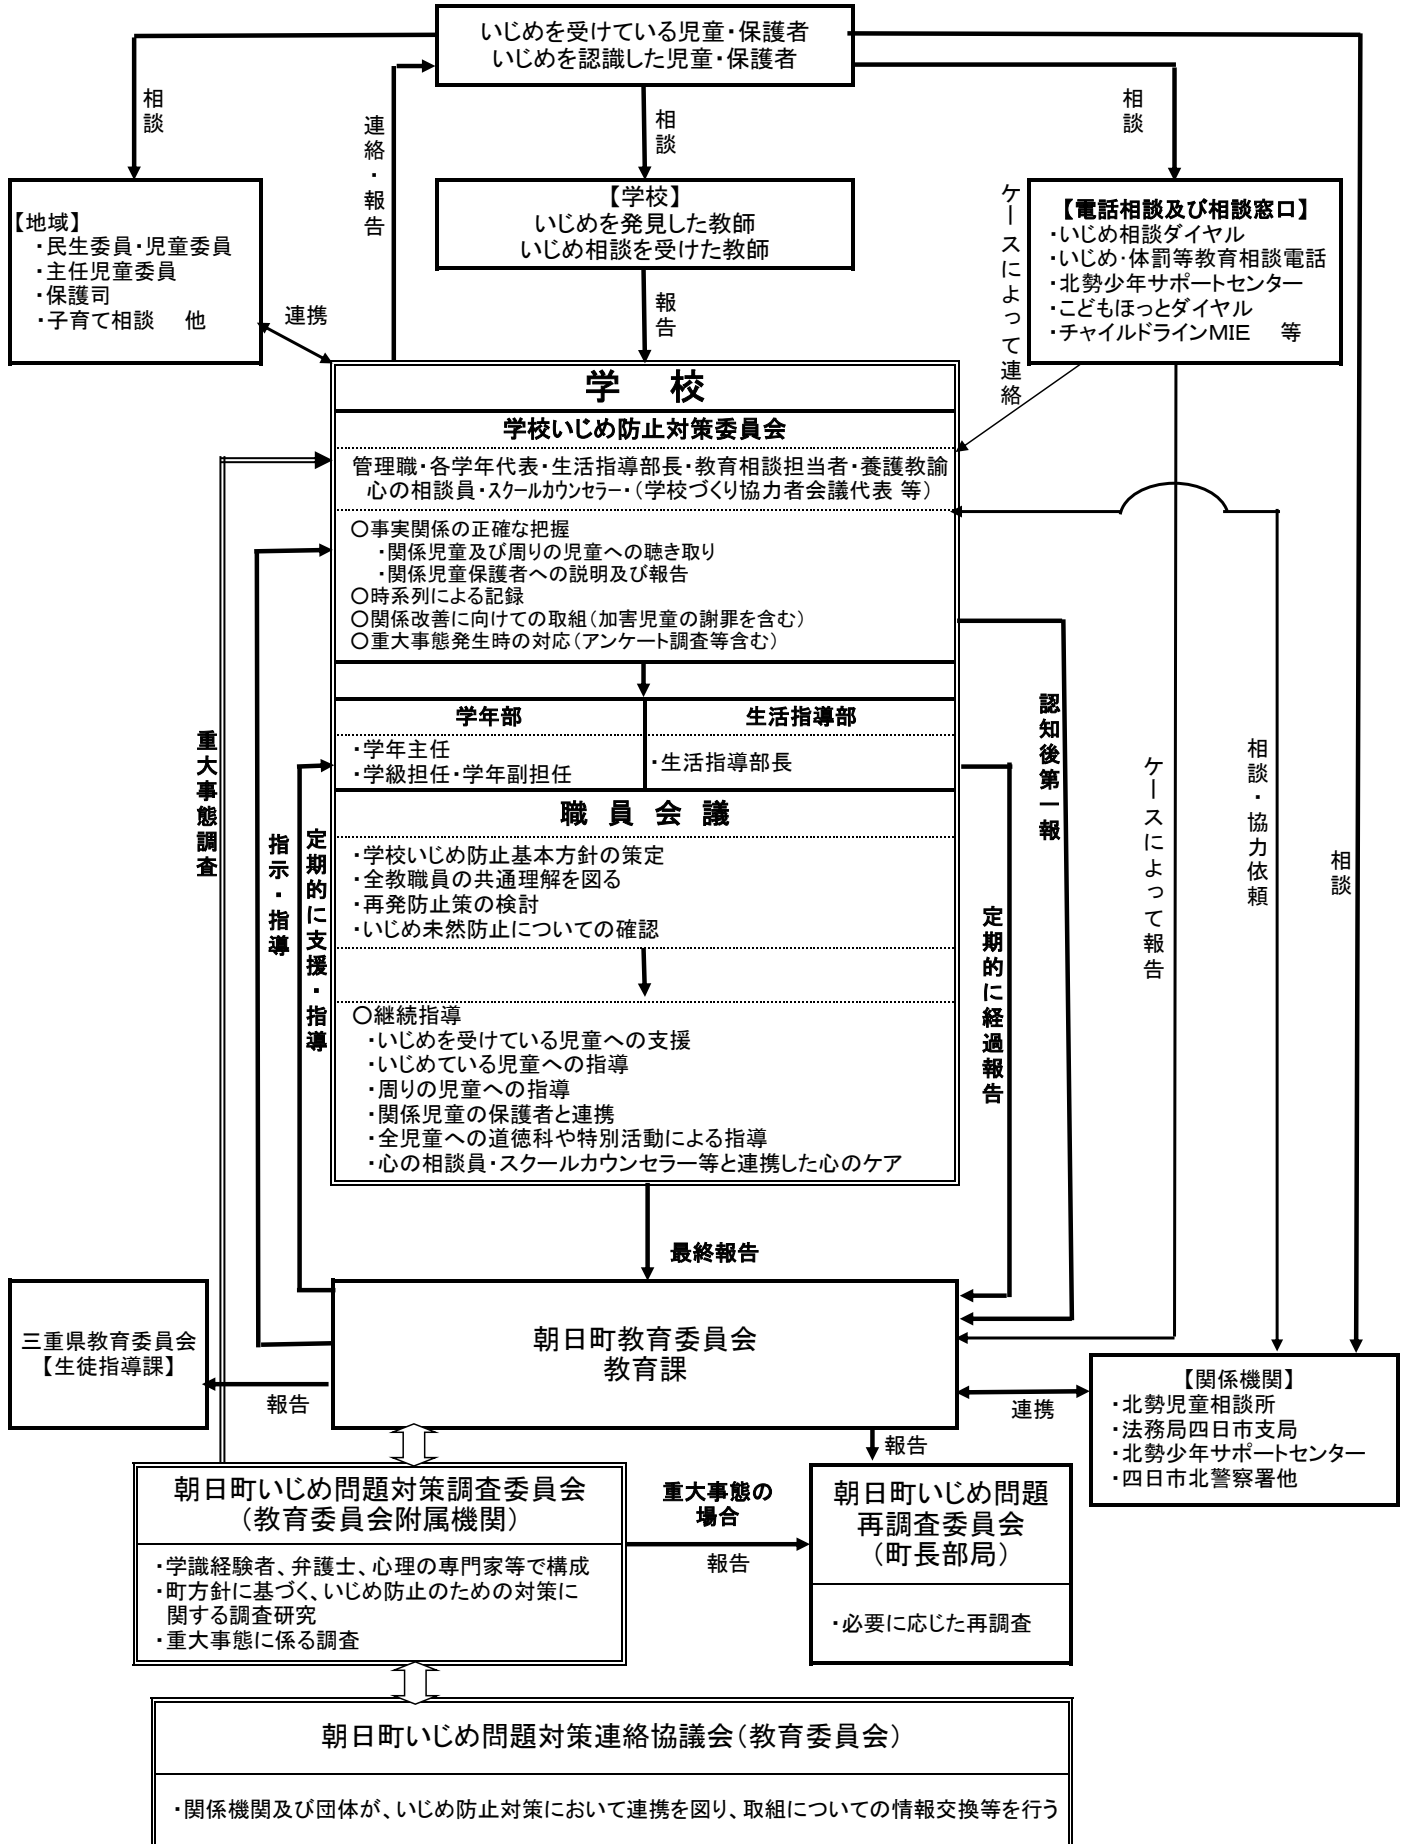 いじめを受けている児童・保護者
いじめを認識した児童・保護者
相談
連絡・報告
相談
相談
【地域】
・民生委員・児童委員
・主任児童委員
・保護司
・子育て相談　他
連携
【学校】
いじめを発見した教師
いじめ相談を受けた教師
報告
ケースによって連絡
【電話相談及び相談窓口】
・いじめ相談ダイヤル
・いじめ・体罰等教育相談電話
・北勢少年サポートセンター
・こどもほっとダイヤル
・チャイルドラインMIE　等
学　校
学校いじめ防止対策委員会
管理職・各学年代表・生活指導部長・教育相談担当者・養護教諭
心の相談員・スクールカウンセラー・（学校づくり協力者会議代表 等）
〇事実関係の正確な把握
・関係児童及び周りの児童への聴き取り
・関係児童保護者への説明及び報告
〇時系列による記録
〇関係改善に向けての取組（加害児童の謝罪を含む）
〇重大事態発生時の対応（アンケート調査等含む）
学年部
・学年主任
・学級担任・学年副担任
生活指導部
・生活指導部長
職 員 会 議
・学校いじめ防止基本方針の策定
・全教職員の共通理解を図る
・再発防止策の検討
・いじめ未然防止についての確認
〇継続指導
・いじめを受けている児童への支援
・いじめている児童への指導
・周りの児童への指導
・関係児童の保護者と連携
・全児童への道徳科や特別活動による指導
・心の相談員・スクールカウンセラー等と連携した心のケア
重大事態調査
指示・指導
定期的に支援・指導
認知後第一報
定期的に経過報告
ケースによって報告
相談・協力依頼
相談
最終報告
三重県教育委員会
【生徒指導課】
報告
朝日町教育委員会
教育課
連携
【関係機関】
・北勢児童相談所
・法務局四日市支局
・北勢少年サポートセンター
・四日市北警察署他
報告
朝日町いじめ問題対策調査委員会
（教育委員会附属機関）
・学識経験者、弁護士、心理の専門家等で構成
・町方針に基づく、いじめ防止のための対策に
関する調査研究
・重大事態に係る調査
重大事態の
場合
報告
朝日町いじめ問題
再調査委員会
（町長部局）
・必要に応じた再調査
朝日町いじめ問題対策連絡協議会（教育委員会）
・関係機関及び団体が、いじめ防止対策において連携を図り、取組についての情報交換等を行う